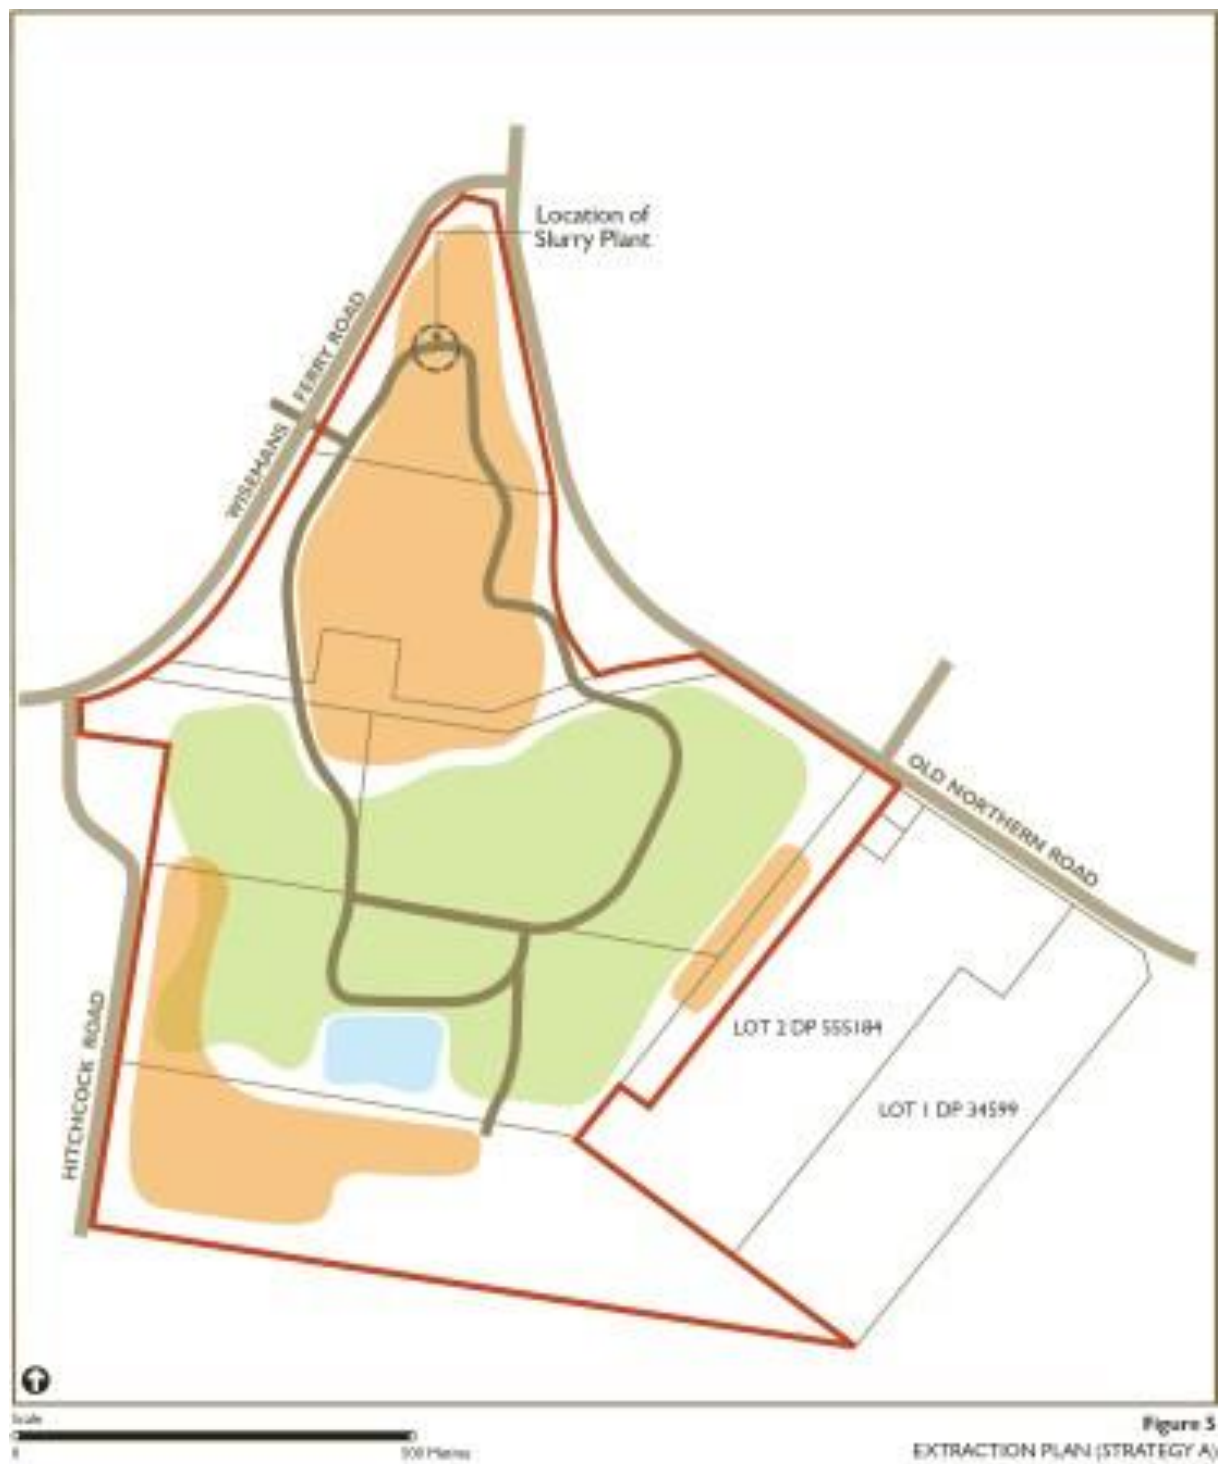 Location of
Slurry Plant
WISEMANS FERRY ROAD
OLD NORTHERN ROAD
LOT 2 DP 555184
LOT 1 DP 34599
HITCHCOCK ROAD
Scale
0 500 Metres
Figure 5
EXTRACTION PLAN (STRATEGY A)